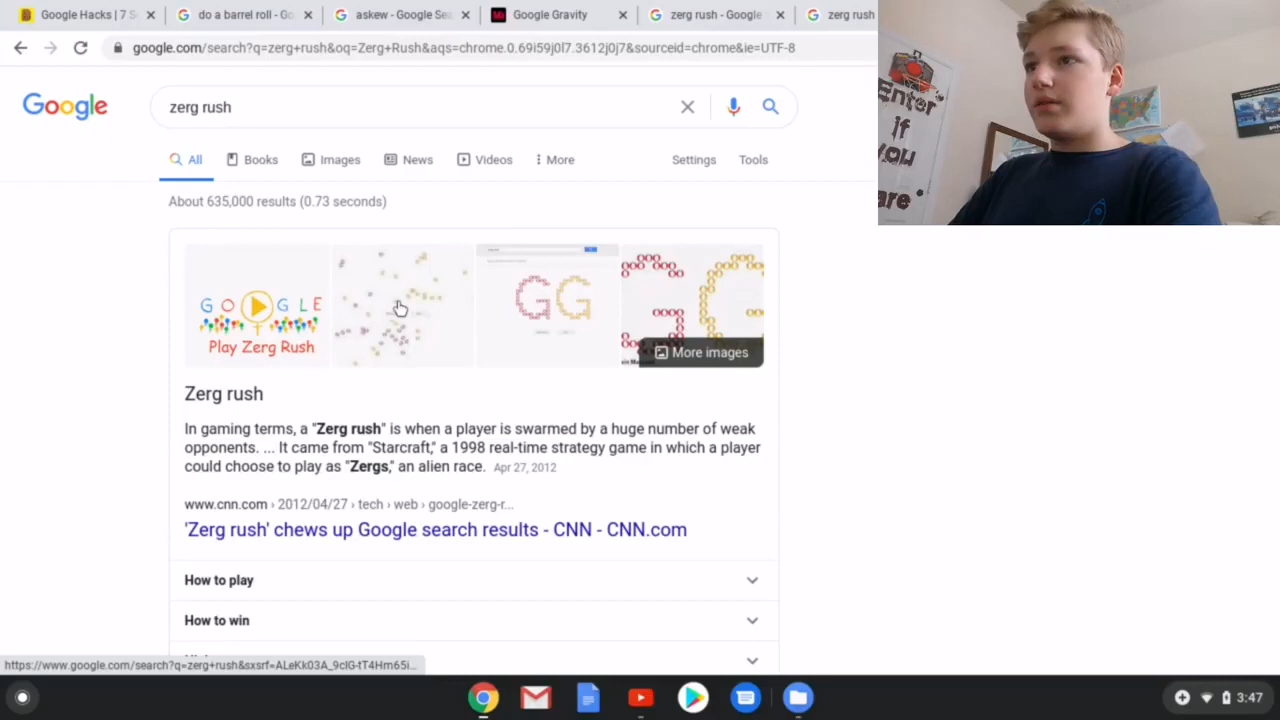 Google Hacks | 7 S
do a barrel roll - Go
askew - Google Sea
Google Gravity
zerg rush - Google
zerg rush
google.com/search?q=zerg+rush&oq=Zerg+Rush&aqs=chrome.0.69i59j0l7.3612j0j7&sourceid=chrome&ie=UTF-8
Google
zerg rush
All
Books
Images
News
Videos
More
Settings
Tools
About 635,000 results (0.73 seconds)
GOOGLE
Play Zerg Rush
More images
Zerg rush
In gaming terms, a "Zerg rush" is when a player is swarmed by a huge number of weak
opponents. ... It came from "Starcraft," a 1998 real-time strategy game in which a player
could choose to play as "Zergs," an alien race. Apr 27, 2012
www.cnn.com › 2012/04/27 › tech › web › google-zerg-r...
'Zerg rush' chews up Google search results - CNN - CNN.com
How to play
How to win
https://www.google.com/search?q=zerg+rush&sxsrf=ALeKk03A_9cIG-tT4Hm65i...
3:47
Enter
if
You
are